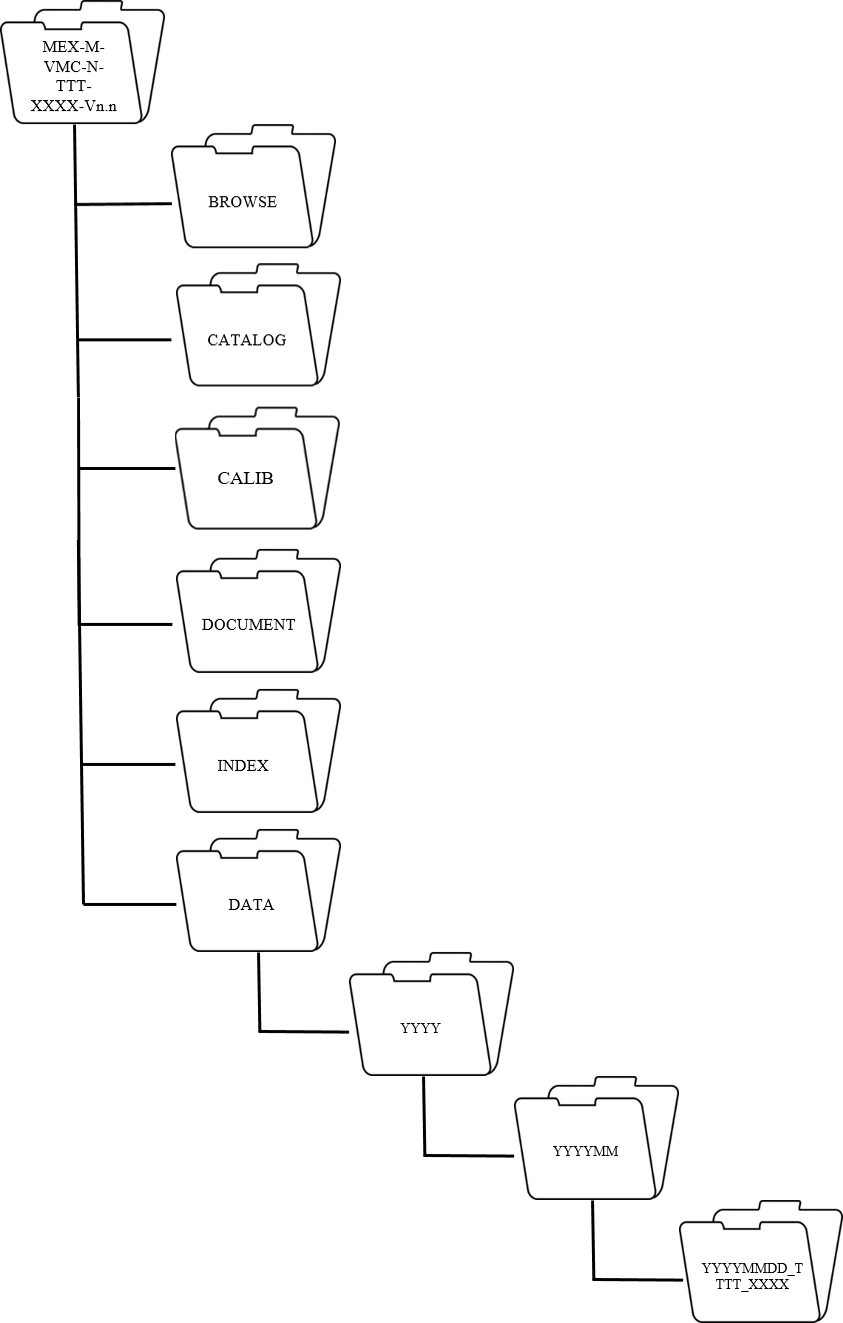 MEX-M-
VMC-N-
TTT-
XXXX-Vn.n
BROWSE
CATALOG
CALIB
DOCUMENT
INDEX
DATA
YYYY
YYYYMM
YYYYMMDD_T
TTT_XXXX